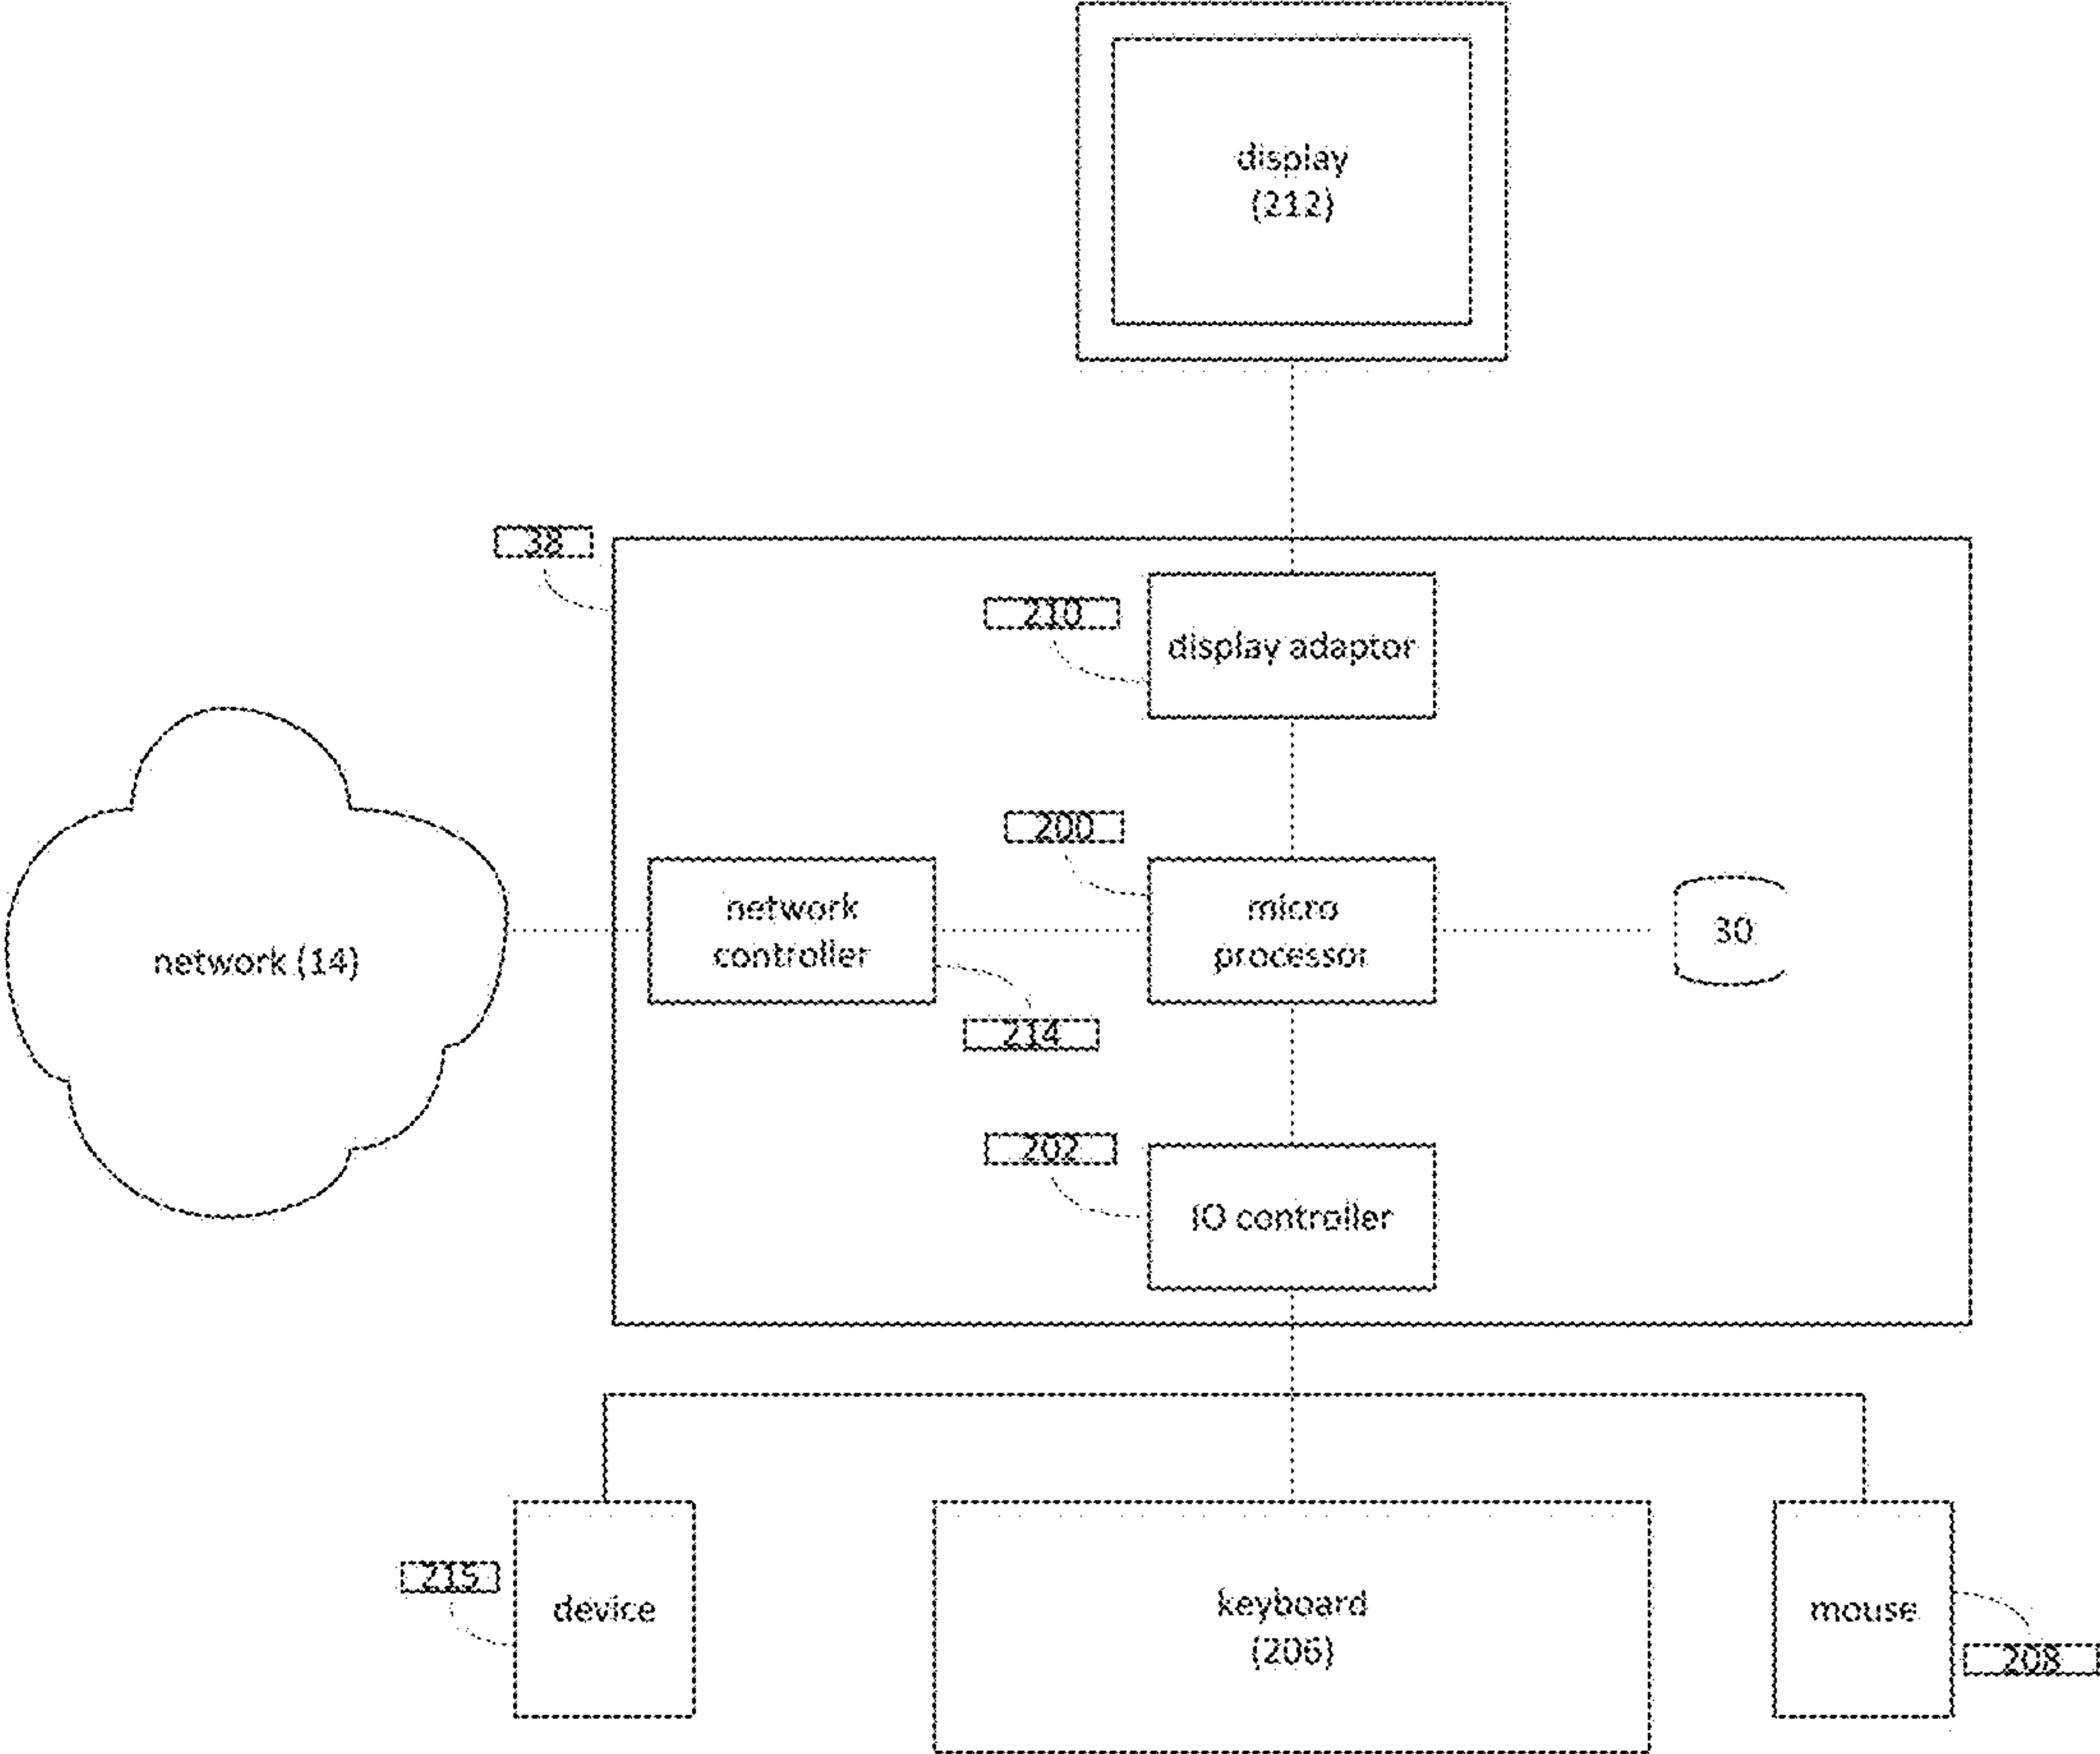 display
(212)
38
210
display adaptor
200
network
controller
micro
processor
30
network (14)
214
202
IO controller
215
device
keyboard
(206)
mouse
208